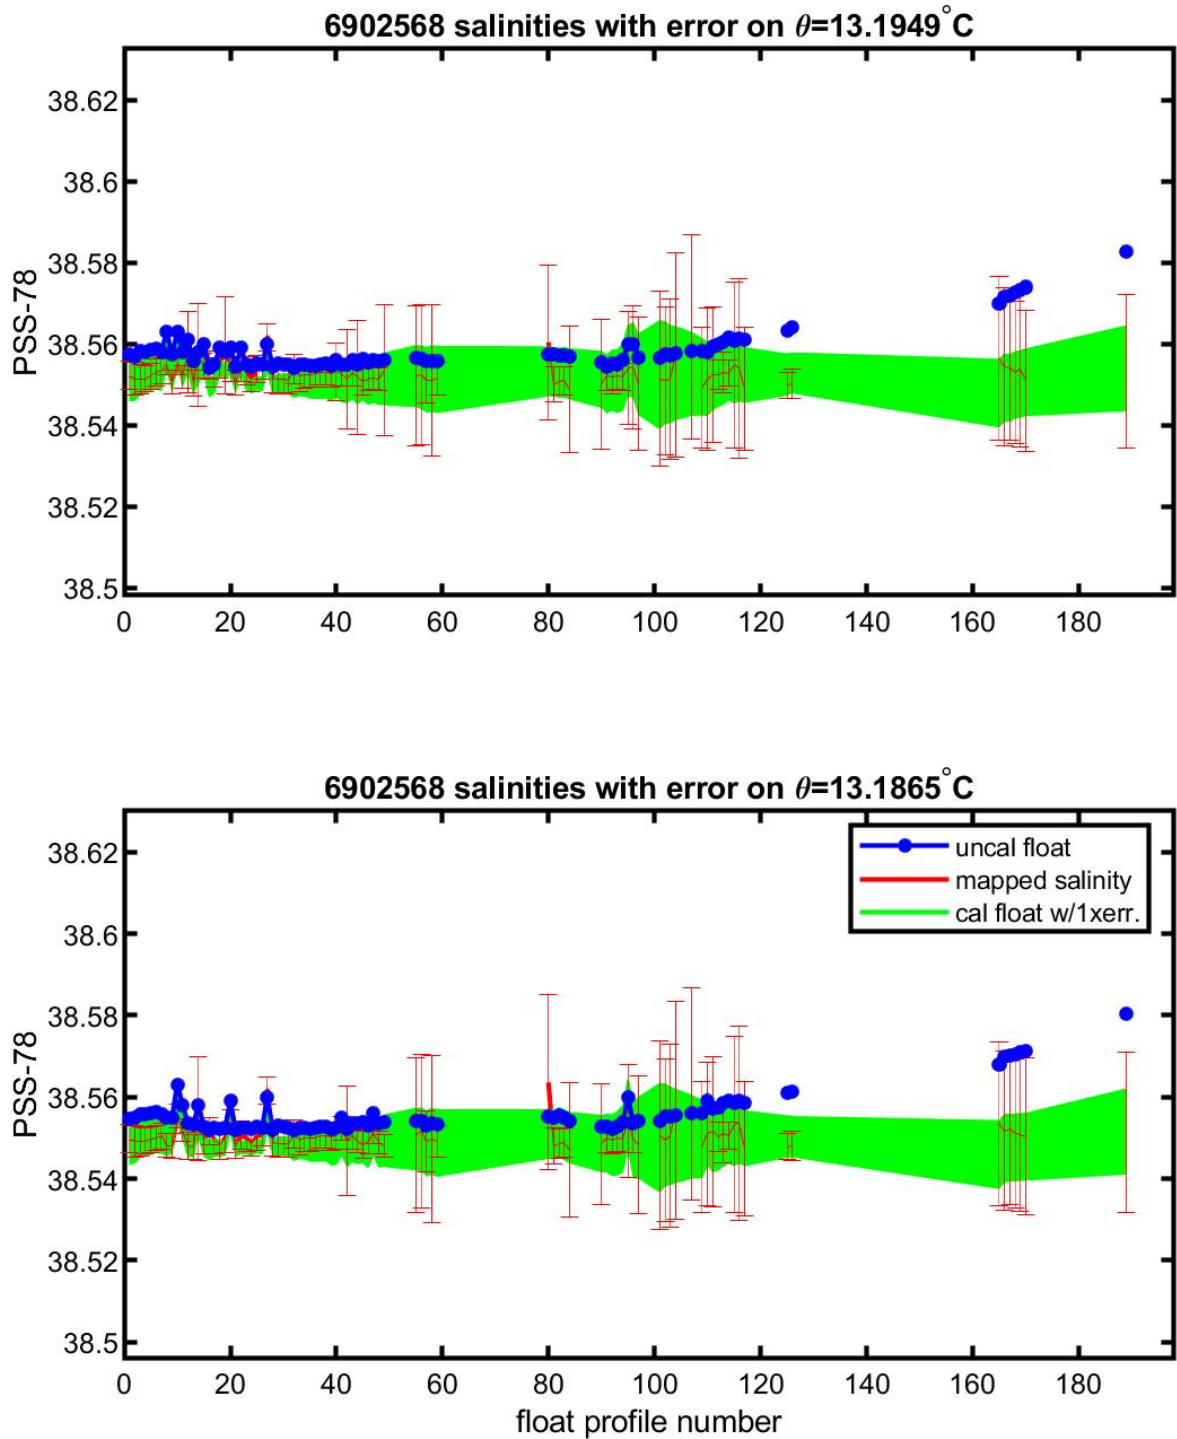 6902568 salinities with error on θ=13.1949°C
PSS-78
38.62
38.6
38.58
38.56
38.54
38.52
38.5
0 20 40 60 80 100 120 140 160 180
6902568 salinities with error on θ=13.1865°C
uncal float
mapped salinity
cal float w/1xerr.
PSS-78
38.62
38.6
38.58
38.56
38.54
38.52
38.5
0 20 40 60 80 100 120 140 160 180
float profile number